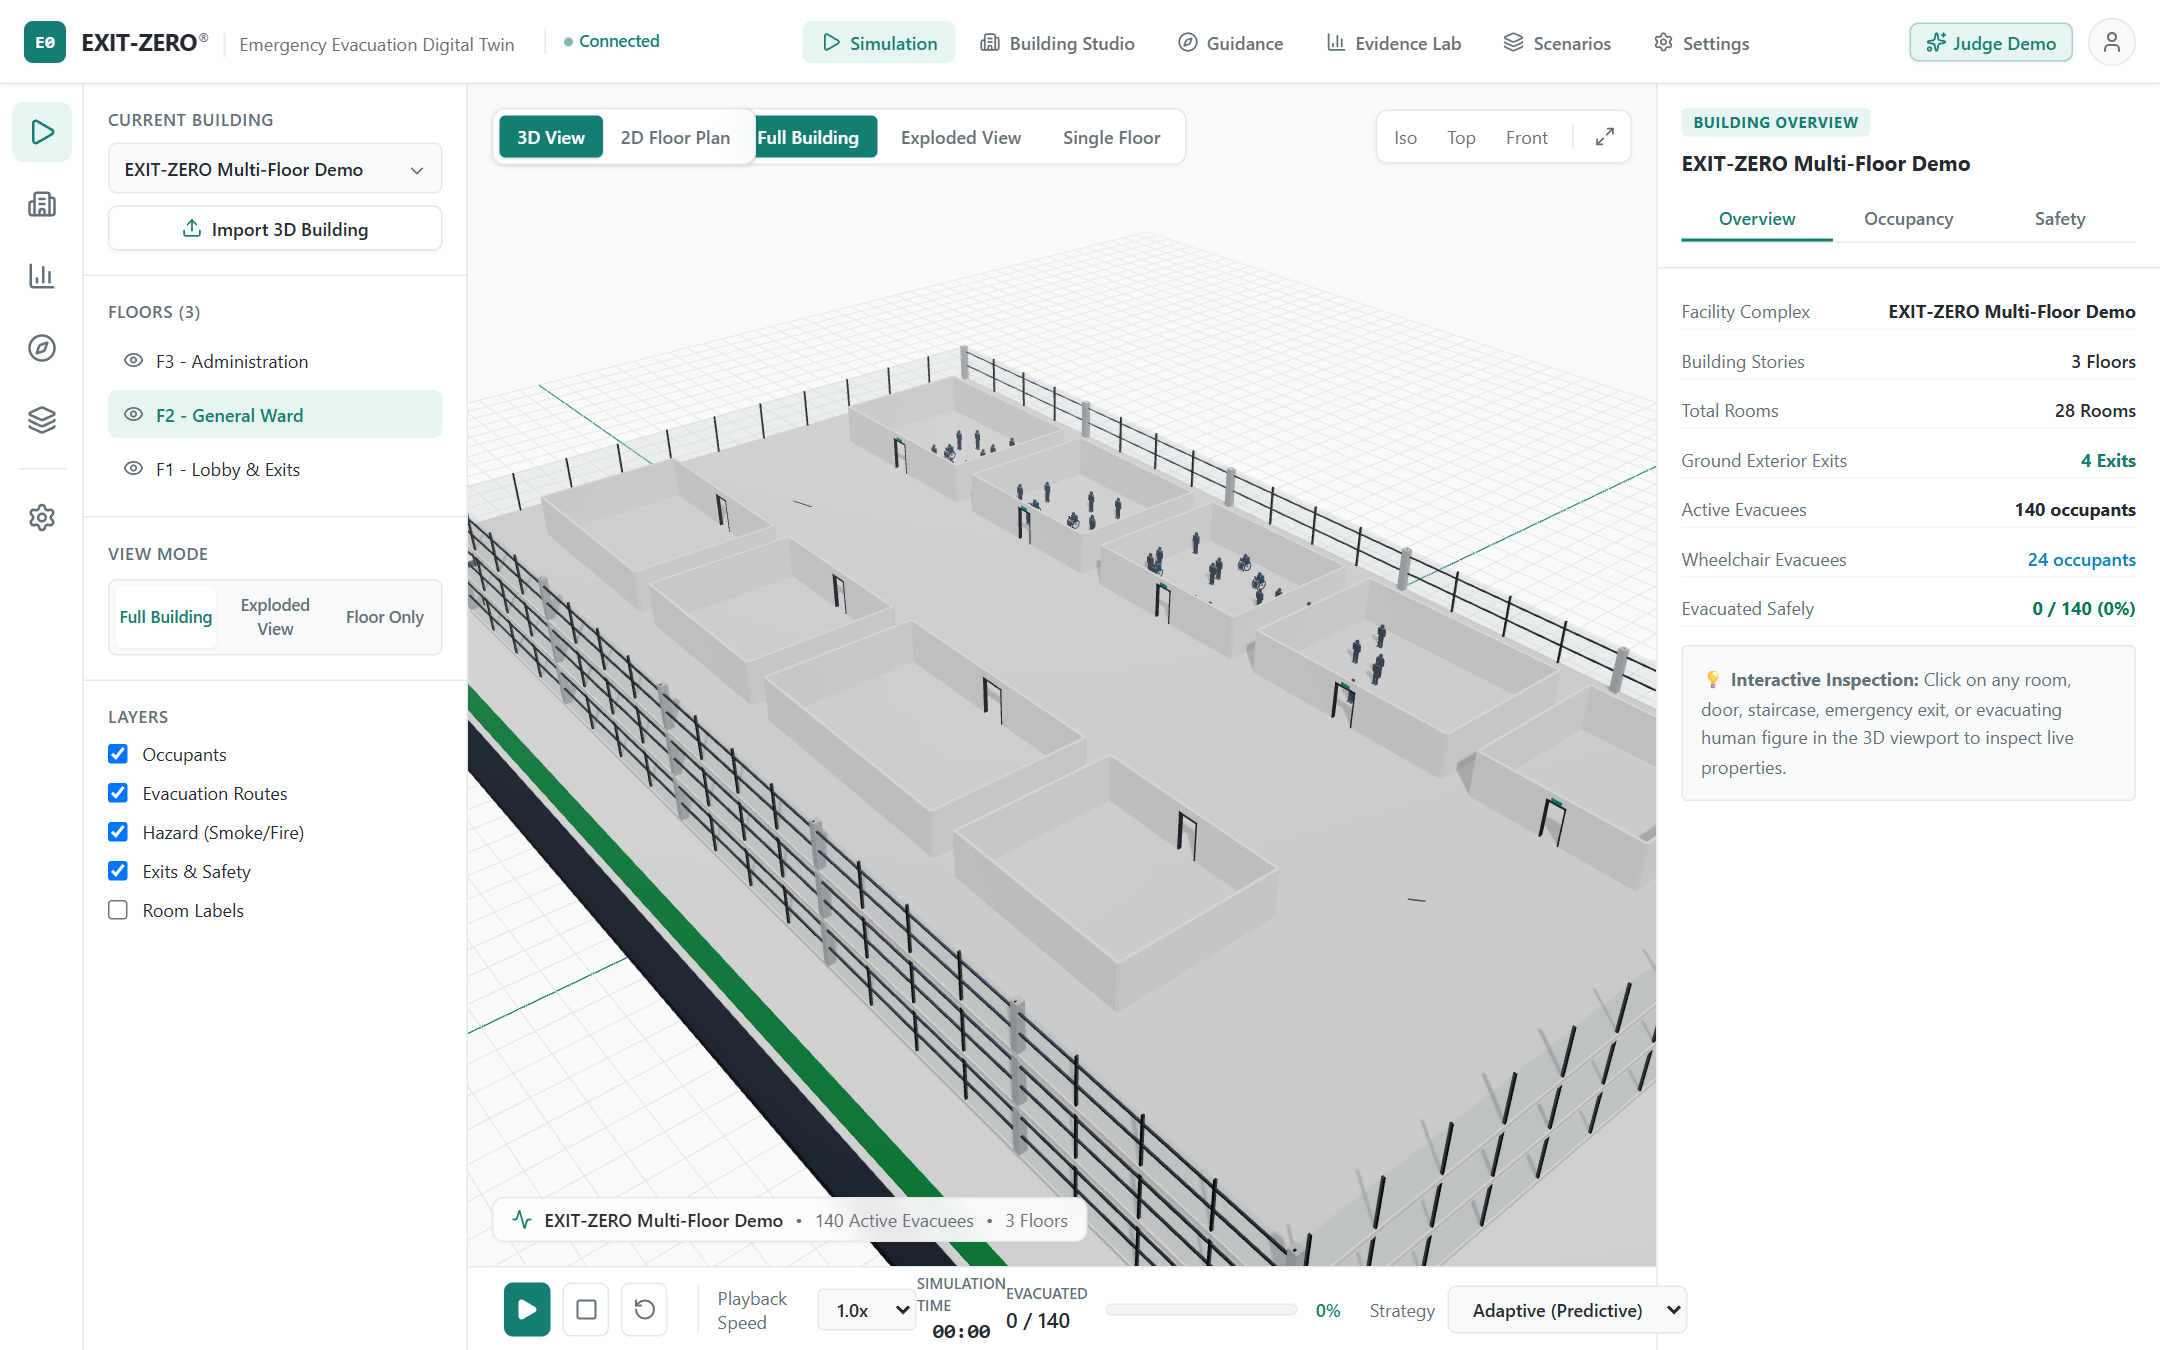 E0
EXIT-ZERO®
Emergency Evacuation Digital Twin
Connected
Simulation
Building Studio
Guidance
Evidence Lab
Scenarios
Settings
Judge Demo
CURRENT BUILDING
EXIT-ZERO Multi-Floor Demo
Import 3D Building
FLOORS (3)
F3 - Administration
F2 - General Ward
F1 - Lobby & Exits
VIEW MODE
Full Building
Exploded
View
Floor Only
LAYERS
Occupants
Evacuation Routes
Hazard (Smoke/Fire)
Exits & Safety
Room Labels
3D View
2D Floor Plan
Full Building
Exploded View
Single Floor
Iso
Top
Front
EXIT-ZERO Multi-Floor Demo • 140 Active Evacuees • 3 Floors
Playback
Speed
1.0x
SIMULATION
TIME
00:00
EVACUATED
0 / 140
0%
Strategy
Adaptive (Predictive)
BUILDING OVERVIEW
EXIT-ZERO Multi-Floor Demo
Overview
Occupancy
Safety
Facility Complex EXIT-ZERO Multi-Floor Demo
Building Stories 3 Floors
Total Rooms 28 Rooms
Ground Exterior Exits 4 Exits
Active Evacuees 140 occupants
Wheelchair Evacuees 24 occupants
Evacuated Safely 0 / 140 (0%)
💡 Interactive Inspection: Click on any room,
door, staircase, emergency exit, or evacuating
human figure in the 3D viewport to inspect live
properties.